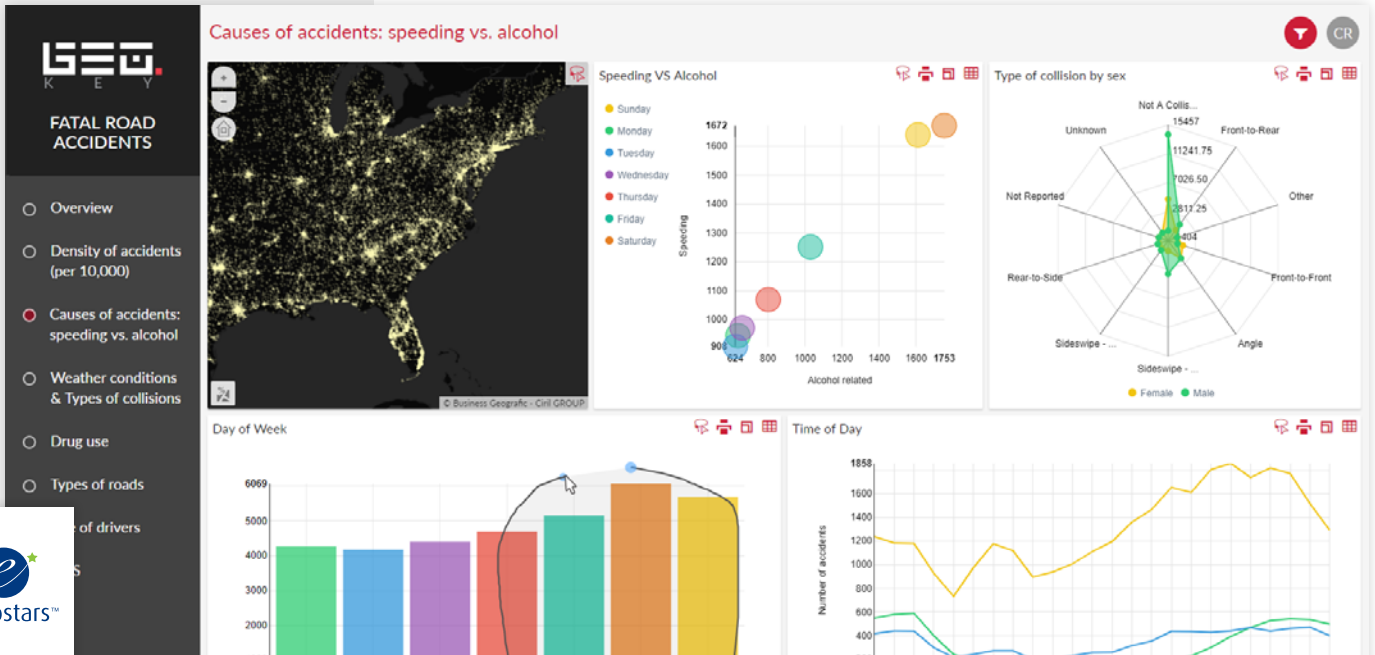 GEO.
KEY
FATAL ROAD
ACCIDENTS
Overview
Density of accidents
(per 10,000)
Causes of accidents:
speeding vs. alcohol
Weather conditions
& Types of collisions
Drug use
Types of roads
e of drivers
S
e
ostars™
Causes of accidents: speeding vs. alcohol
CR
+
-
© Business Geografic - Ciril GROUP
Speeding VS Alcohol
Sunday
Monday
Tuesday
Wednesday
Thursday
Friday
Saturday
Speeding
1672
1600
1500
1400
1300
1200
1100
1000
908
624 800 1000 1200 1400 1600 1753
Alcohol related
Type of collision by sex
Not A Collis...
15457
Unknown
Front-to-Rear
11241.75
7026.50
Not Reported
Other
2811.25
404
Rear-to-Side
Front-to-Front
Sideswipe - ...
Angle
Sideswipe - ...
Female Male
Day of Week
6069
5000
4000
3000
2000
Time of Day
Number of accidents
1858
1600
1400
1200
1000
800
600
400